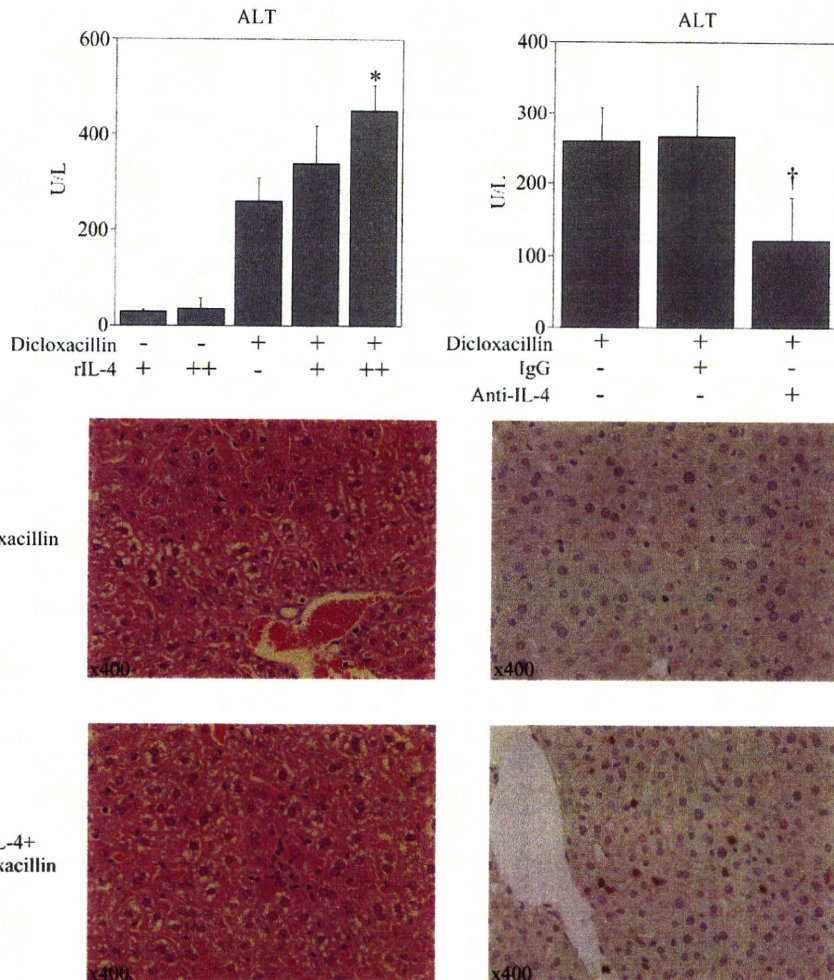 ALT
600
400
200
0
U/L
*
Dicloxacillin - - + + +
rIL-4 + ++ - + ++
ALT
400
300
200
100
0
U/L
†
Dicloxacillin + + +
IgG - + -
Anti-IL-4 - - +
xacillin
x400
x400
L-4+
xacillin
x400
x400